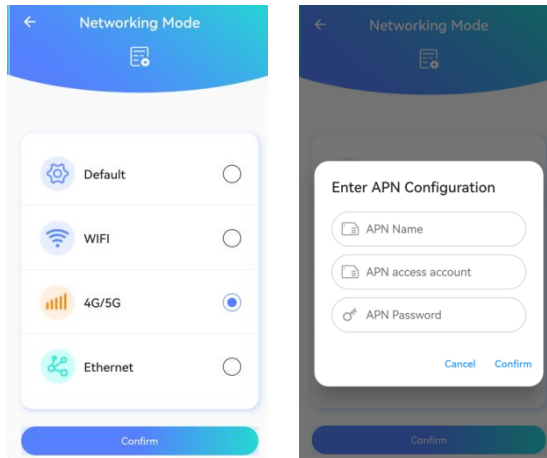 Networking Mode
Default
WIFI
4G/5G
Ethernet
Confirm
Networking Mode
Enter APN Configuration
APN Name
APN access account
APN Password
Cancel Confirm
Confirm